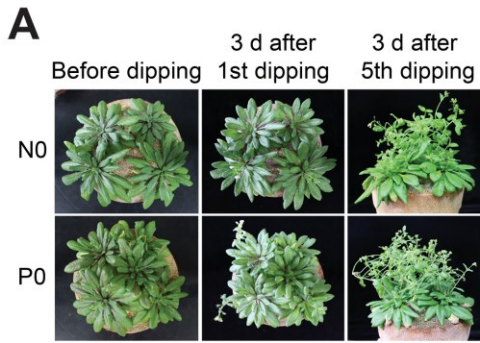 A
Before dipping
3 d after
1st dipping
3 d after
5th dipping
N0
P0